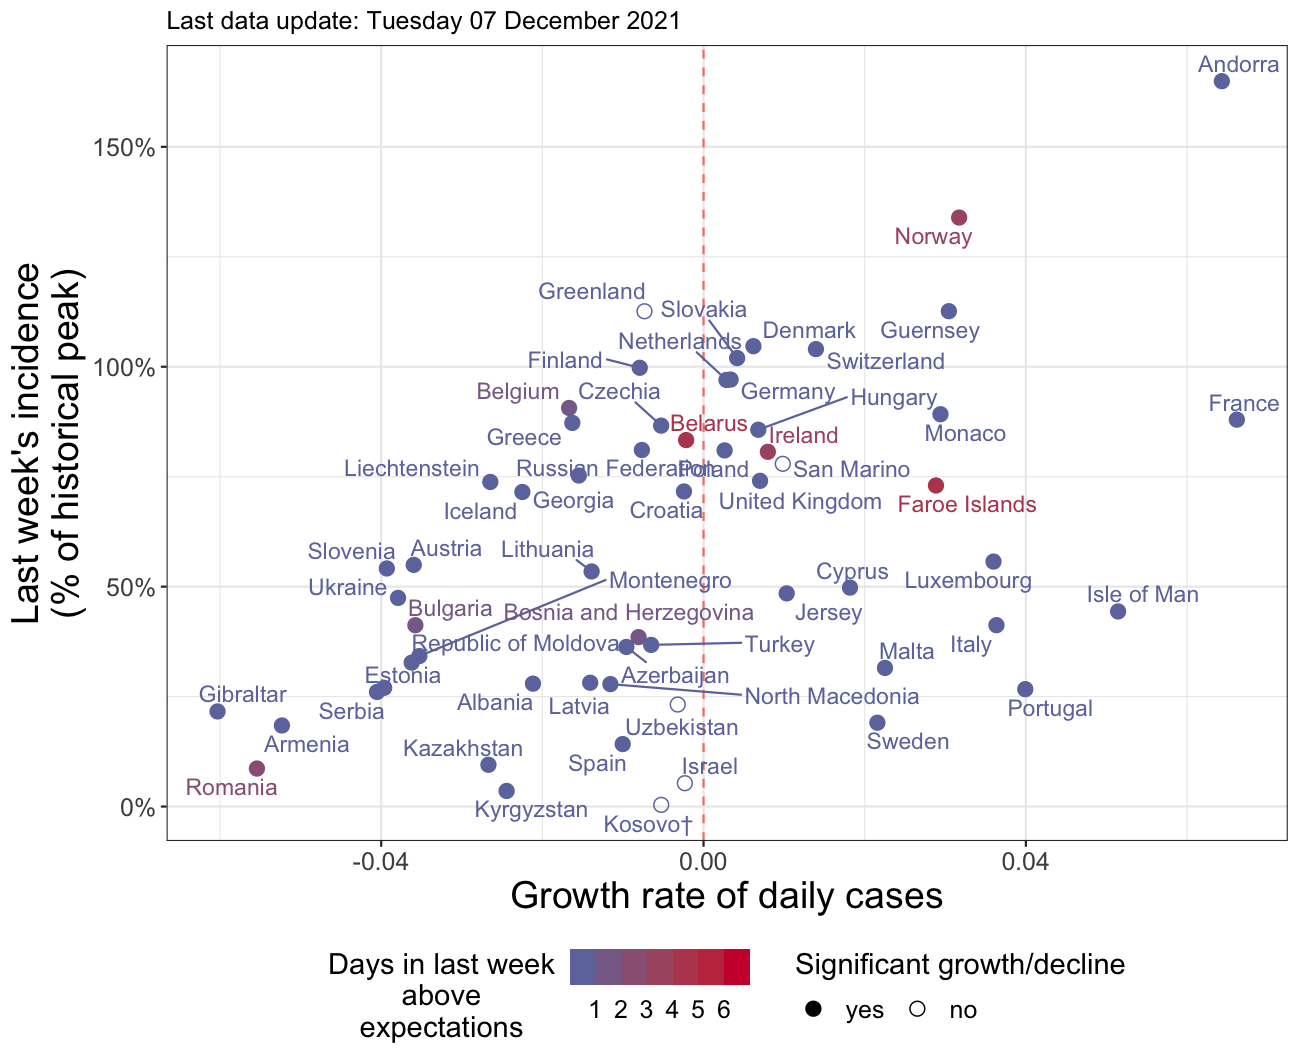 Last data update: Tuesday 07 December 2021
Last week's incidence
(% of historical peak)
150%
100%
50%
0%
Andorra
Norway
Greenland
Slovakia
Denmark
Guernsey
Netherlands
Finland
Switzerland
Belgium
Czechia
Germany
Hungary
France
Greece
Belarus
Ireland
Monaco
Liechtenstein
Russian Federation
Poland
San Marino
Iceland
Georgia
Croatia
United Kingdom
Faroe Islands
Slovenia
Austria
Lithuania
Ukraine
Montenegro
Cyprus
Luxembourg
Isle of Man
Bulgaria
Bosnia and Herzegovina
Jersey
Republic of Moldova
Turkey
Italy
Malta
Estonia
Azerbaijan
Gibraltar
Serbia
Albania
Latvia
North Macedonia
Portugal
Armenia
Uzbekistan
Sweden
Kazakhstan
Spain
Israel
Romania
Kyrgyzstan
Kosovo†
-0.04
0.00
0.04
Growth rate of daily cases
Days in last week
above
expectations
1 2 3 4 5 6
Significant growth/decline
yes
no